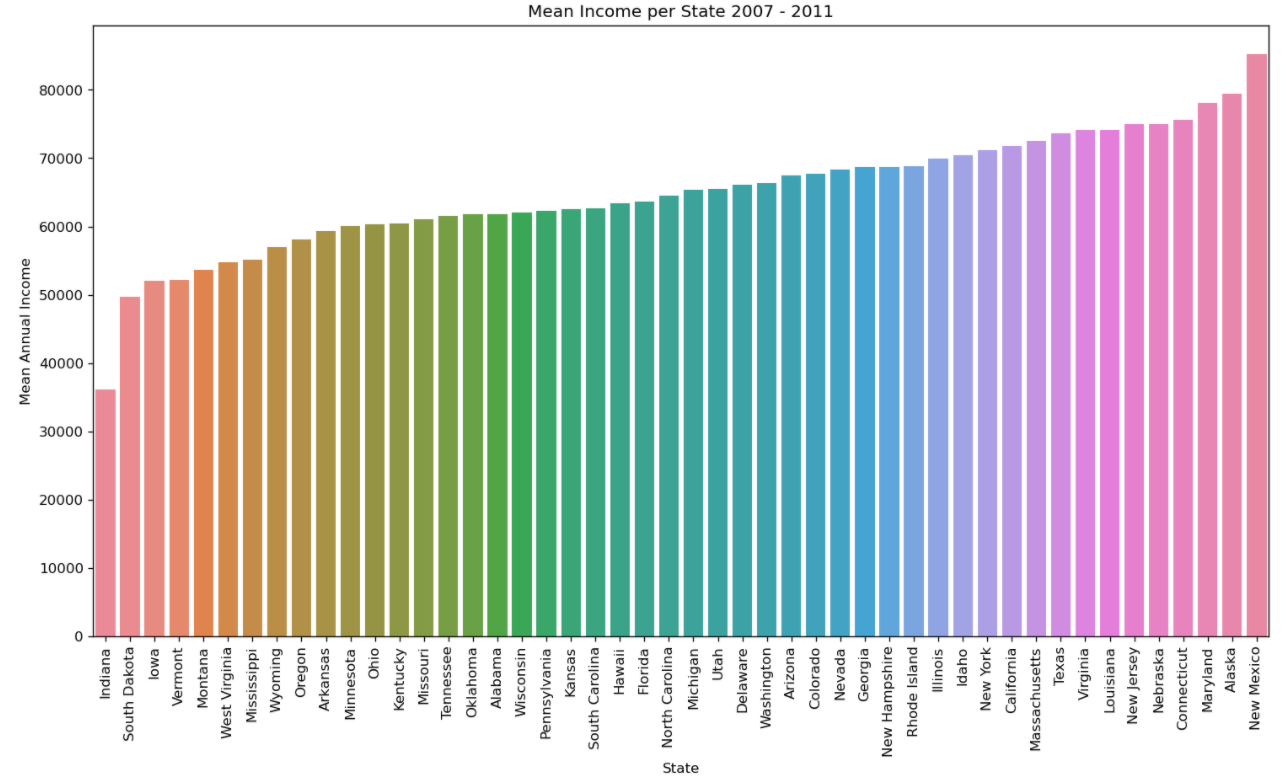 Mean Income per State 2007 - 2011
Mean Annual Income
80000
70000
60000
50000
40000
30000
20000
10000
0
Indiana
South Dakota
Iowa
Vermont
Montana
West Virginia
Mississippi
Wyoming
Oregon
Arkansas
Minnesota
Ohio
Kentucky
Missouri
Tennessee
Oklahoma
Alabama
Wisconsin
Pennsylvania
Kansas
South Carolina
Hawaii
Florida
North Carolina
Michigan
Utah
Delaware
Washington
Arizona
Colorado
Nevada
Georgia
New Hampshire
Rhode Island
Illinois
Idaho
New York
California
Massachusetts
Texas
Virginia
Louisiana
New Jersey
Nebraska
Connecticut
Maryland
Alaska
New Mexico
State